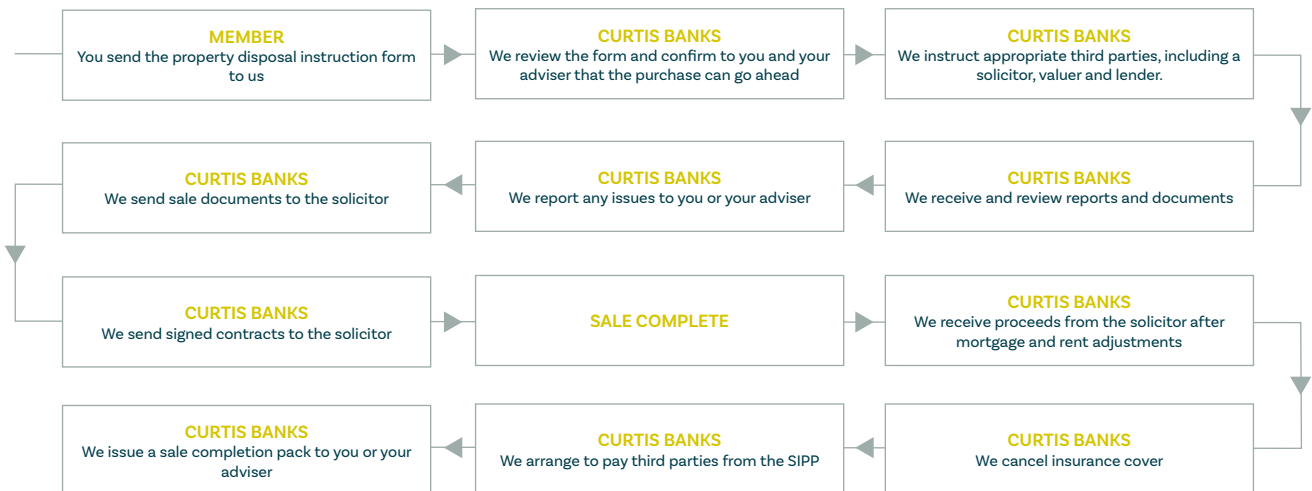 MEMBER
You send the property disposal instruction form
to us
CURTIS BANKS
We review the form and confirm to you and your
adviser that the purchase can go ahead
CURTIS BANKS
We instruct appropriate third parties, including a
solicitor, valuer and lender.
CURTIS BANKS
We receive and review reports and documents
CURTIS BANKS
We report any issues to you or your adviser
CURTIS BANKS
We send sale documents to the solicitor
CURTIS BANKS
We send signed contracts to the solicitor
SALE COMPLETE
CURTIS BANKS
We receive proceeds from the solicitor after
mortgage and rent adjustments
CURTIS BANKS
We cancel insurance cover
CURTIS BANKS
We arrange to pay third parties from the SIPP
CURTIS BANKS
We issue a sale completion pack to you or your
adviser